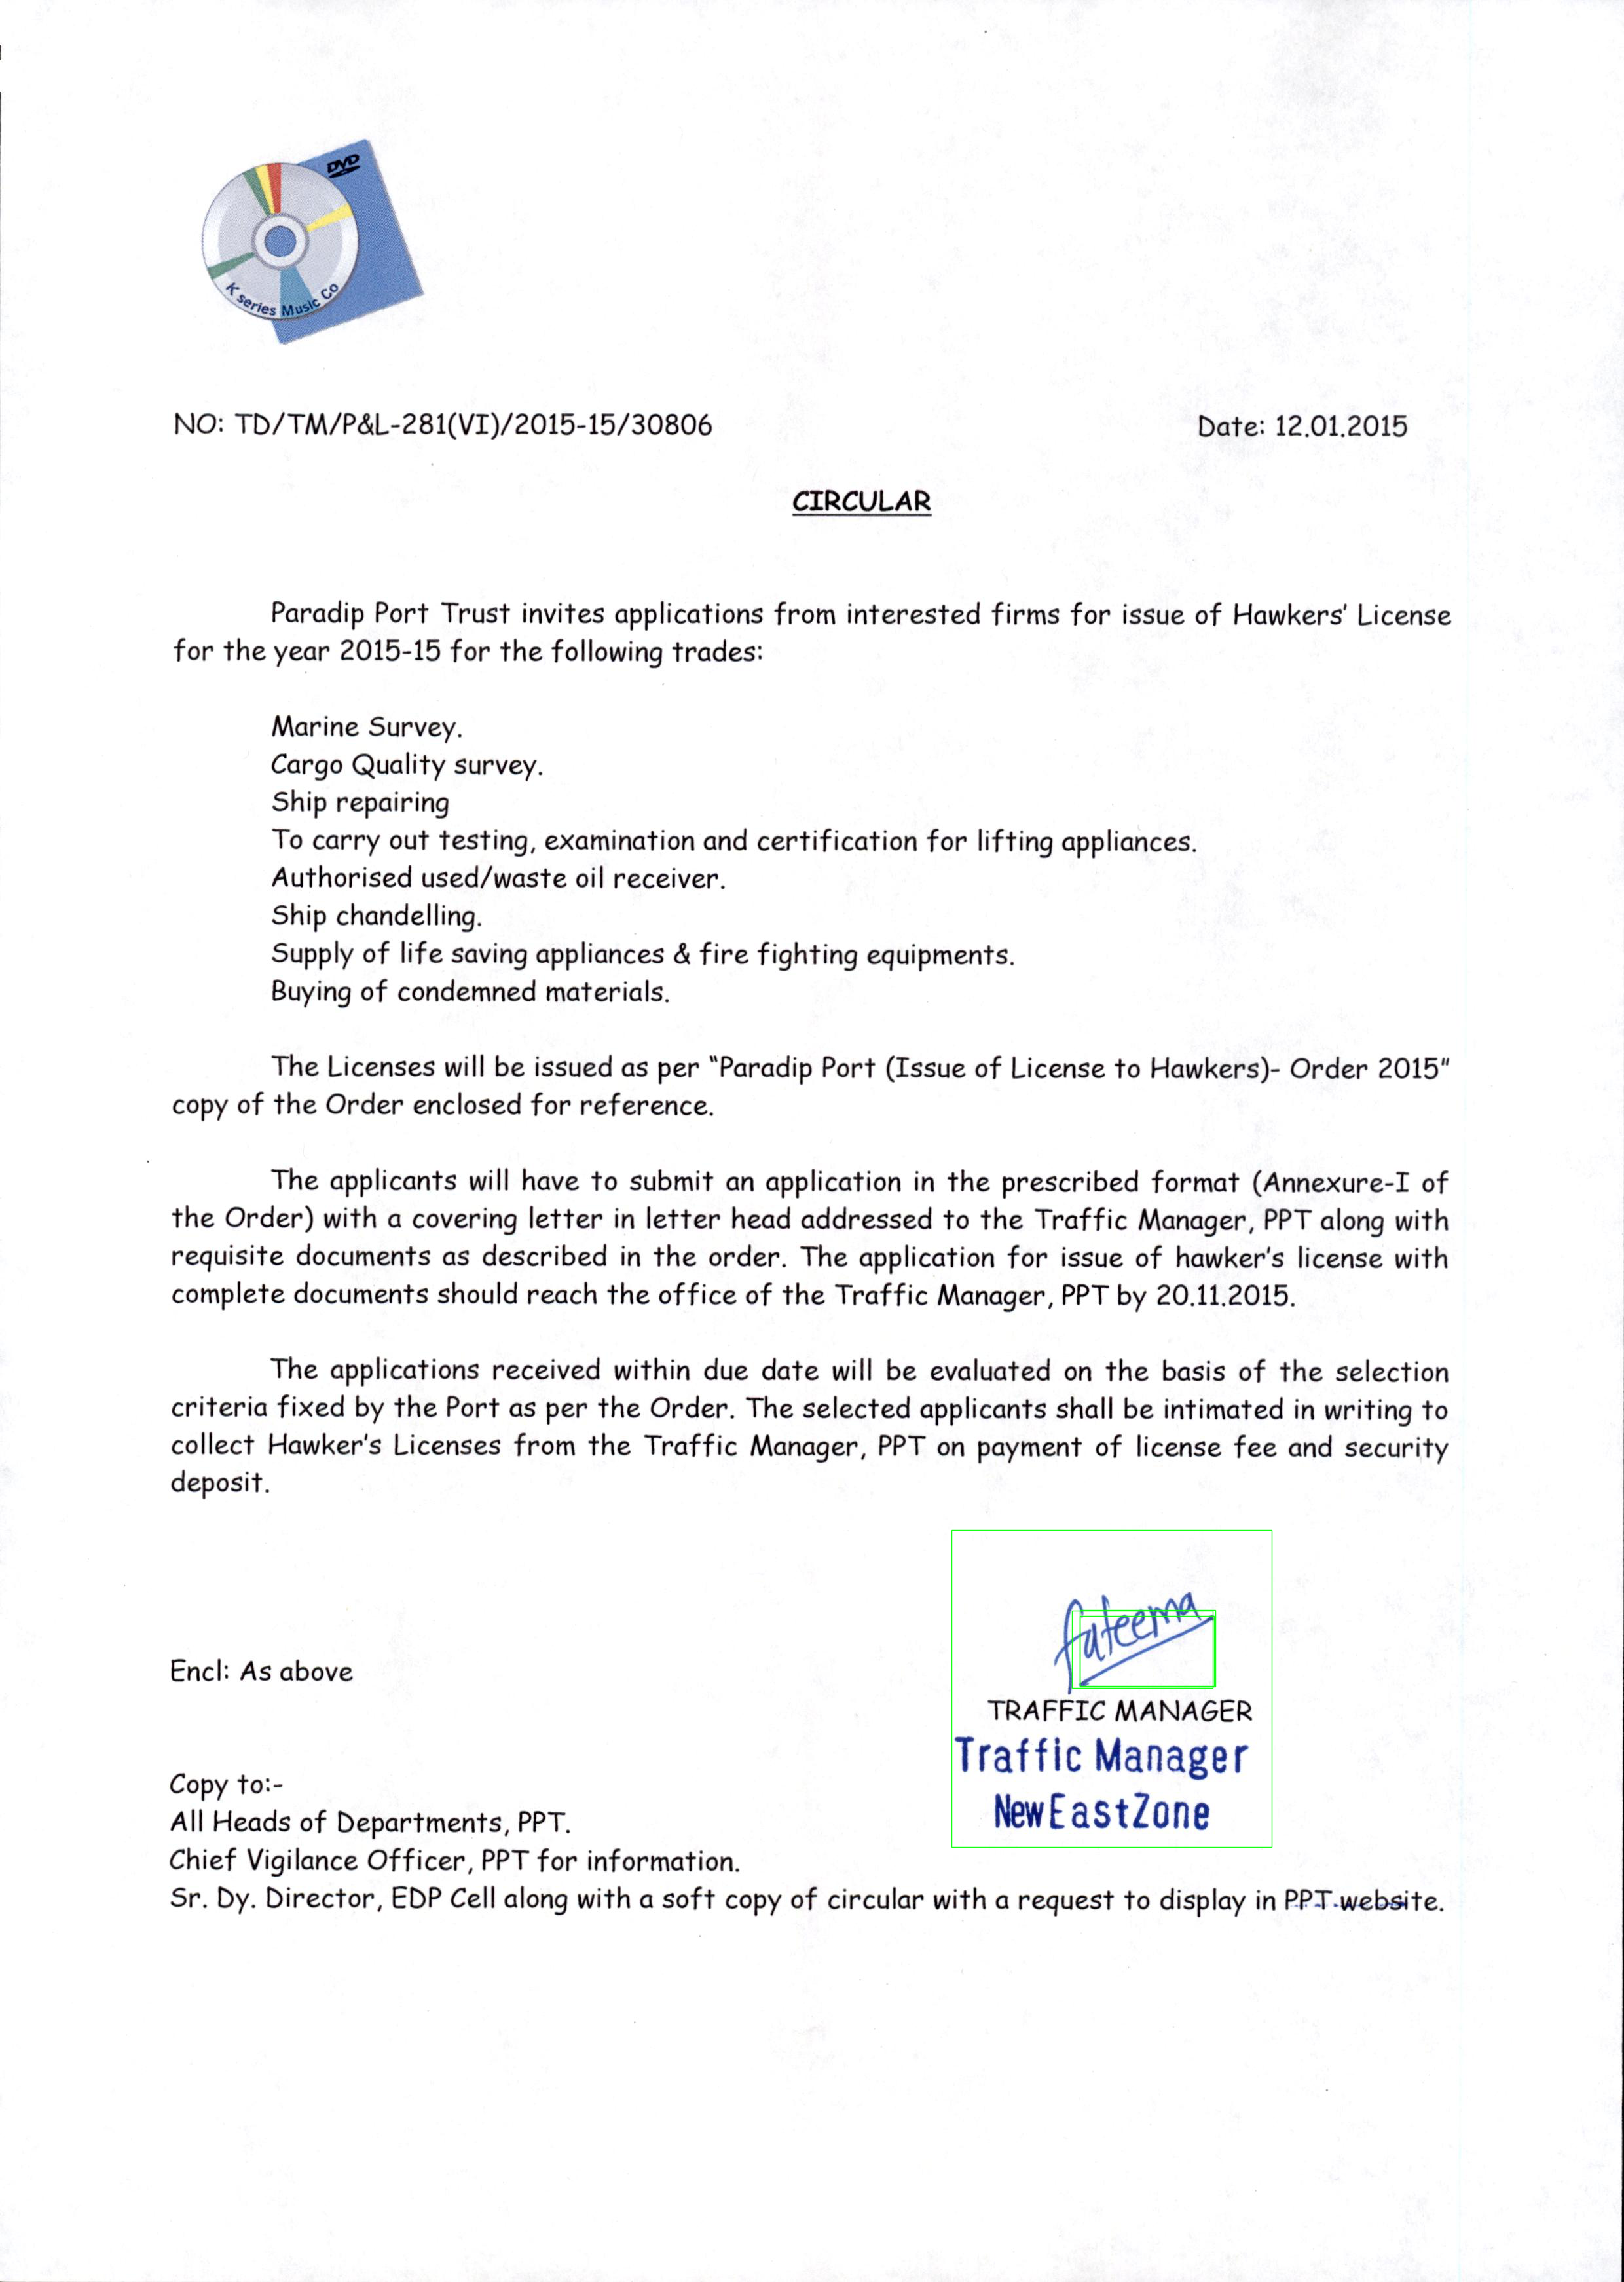 DVD
K series Music Co
NO: TD/TM/P&L-281(VI)/2015-15/30806 Date: 12.01.2015
CIRCULAR
Paradip Port Trust invites applications from interested firms for issue of Hawkers' License
for the year 2015-15 for the following trades:
Marine Survey.
Cargo Quality survey.
Ship repairing
To carry out testing, examination and certification for lifting appliances.
Authorised used/waste oil receiver.
Ship chandelling.
Supply of life saving appliances & fire fighting equipments.
Buying of condemned materials.
The Licenses will be issued as per "Paradip Port (Issue of License to Hawkers)- Order 2015"
copy of the Order enclosed for reference.
The applicants will have to submit an application in the prescribed format (Annexure-I of
the Order) with a covering letter in letter head addressed to the Traffic Manager, PPT along with
requisite documents as described in the order. The application for issue of hawker's license with
complete documents should reach the office of the Traffic Manager, PPT by 20.11.2015.
The applications received within due date will be evaluated on the basis of the selection
criteria fixed by the Port as per the Order. The selected applicants shall be intimated in writing to
collect Hawker's Licenses from the Traffic Manager, PPT on payment of license fee and security
deposit.
fateema
Encl: As above
TRAFFIC MANAGER
Traffic Manager
New East Zone
Copy to:-
All Heads of Departments, PPT.
Chief Vigilance Officer, PPT for information.
Sr. Dy. Director, EDP Cell along with a soft copy of circular with a request to display in PPT website.